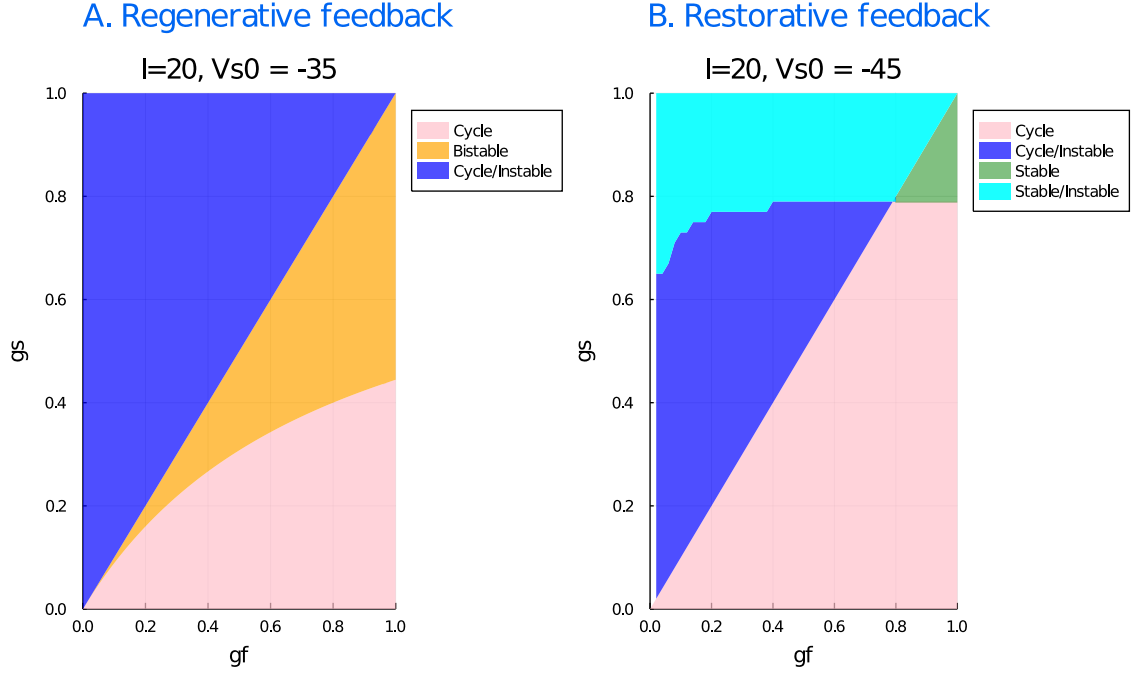 A. Regenerative feedback
I=20, Vs0 = -35
1.0
0.8
0.6
0.4
0.2
0.0
gs
0.0 0.2 0.4 0.6 0.8 1.0
gf
Cycle
Bistable
Cycle/Instable
B. Restorative feedback
I=20, Vs0 = -45
1.0
0.8
0.6
0.4
0.2
0.0
gs
0.0 0.2 0.4 0.6 0.8 1.0
gf
Cycle
Cycle/Instable
Stable
Stable/Instable